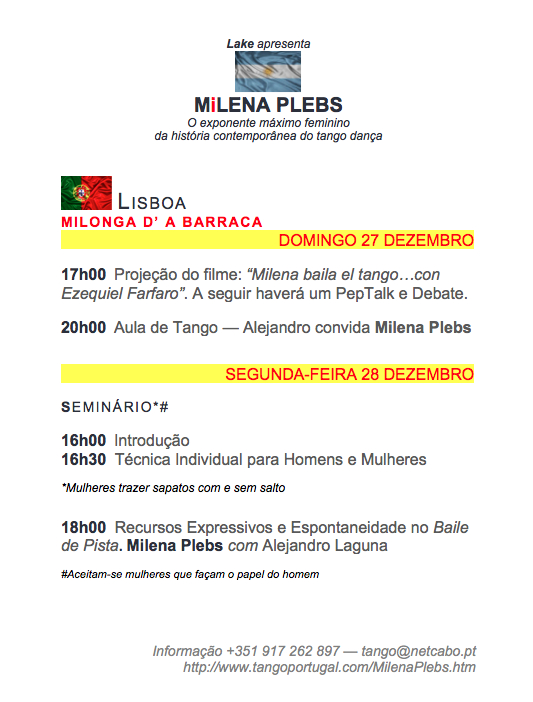 Lake apresenta
MiLENA PLEBS
O exponente máximo feminino
da história contemporânea do tango dança
LISBOA
MILONGA D’ A BARRACA
DOMINGO 27 DEZEMBRO
17h00 Projeção do filme: “Milena baila el tango…con
Ezequiel Farfaro”. A seguir haverá um PepTalk e Debate.
20h00 Aula de Tango — Alejandro convida Milena Plebs
SEGUNDA-FEIRA 28 DEZEMBRO
SEMINÁRIO*#
16h00 Introdução
16h30 Técnica Individual para Homens e Mulheres
*Mulheres trazer sapatos com e sem salto
18h00 Recursos Expressivos e Espontaneidade no Baile
de Pista. Milena Plebs com Alejandro Laguna
#Aceitam-se mulheres que façam o papel do homem
Informação +351 917 262 897 — tango@netcabo.pt
http://www.tangoportugal.com/MilenaPlebs.htm